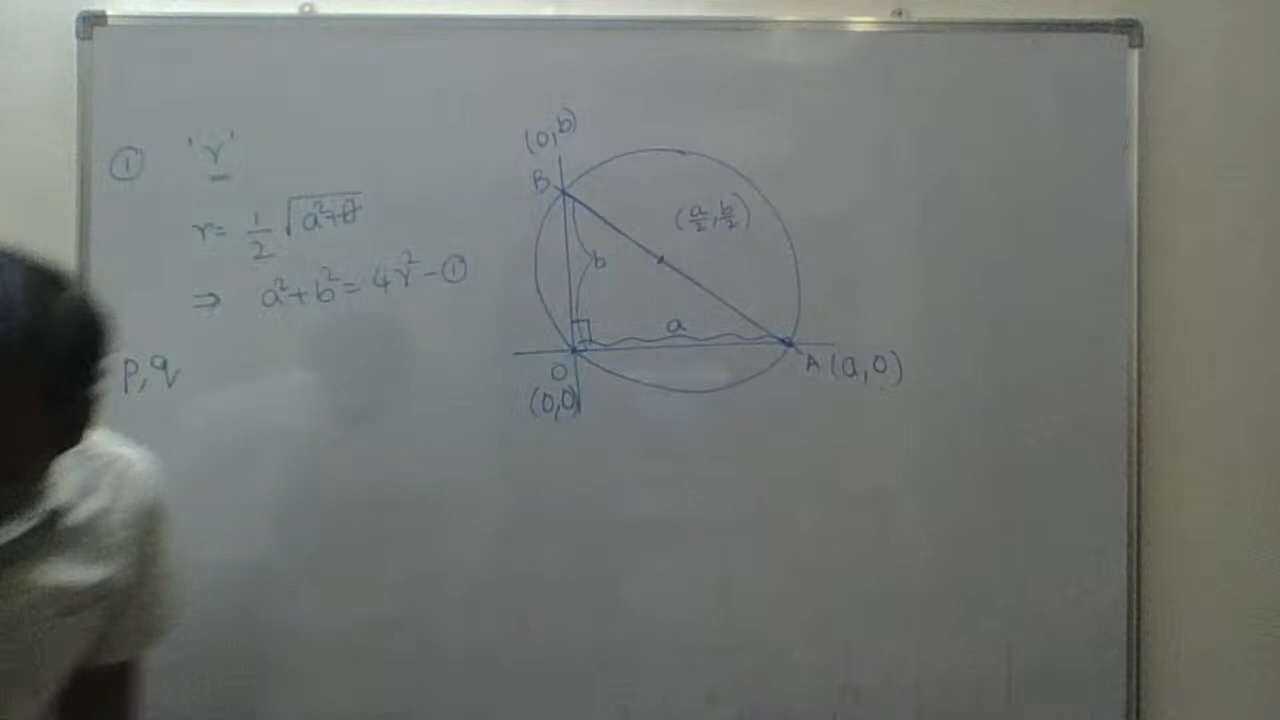 ① 'r'
r = 1/2 √(a²+b²)
⇒ a²+b² = 4r² - ①
p, q
(0, b)
B
(a/2, b/2)
b
a
O
A (a, 0)
(0,0)